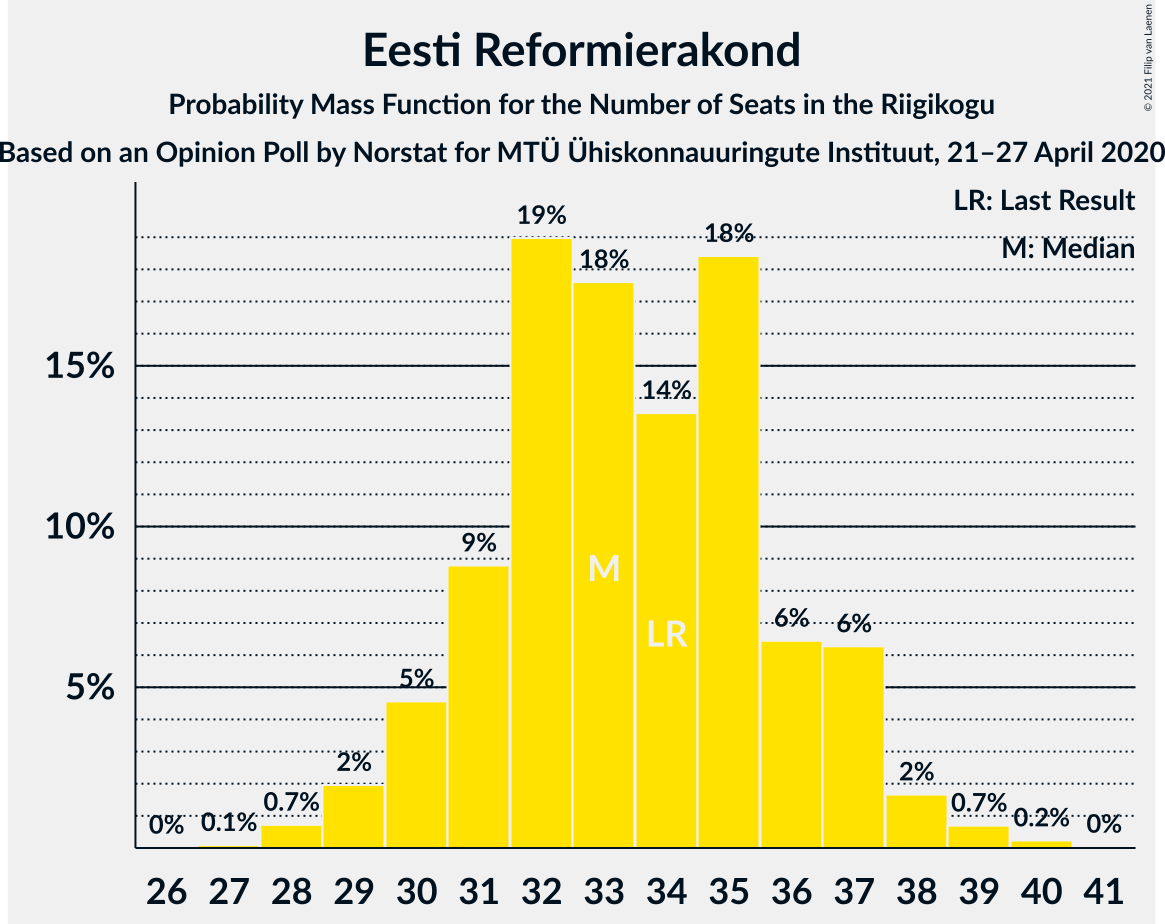 Eesti Reformierakond
Probability Mass Function for the Number of Seats in the Riigikogu
Based on an Opinion Poll by Norstat for MTÜ Ühiskonnauuringute Instituut, 21–27 April 2020
© 2021 Filip van Laenen
LR: Last Result
M: Median
19%
18%
18%
15%
14%
10%
9%
M
LR
6%
6%
5%
5%
2%
2%
0.7%
0.7%
0%
0.1%
0.2%
0%
26 27 28 29 30 31 32 33 34 35 36 37 38 39 40 41